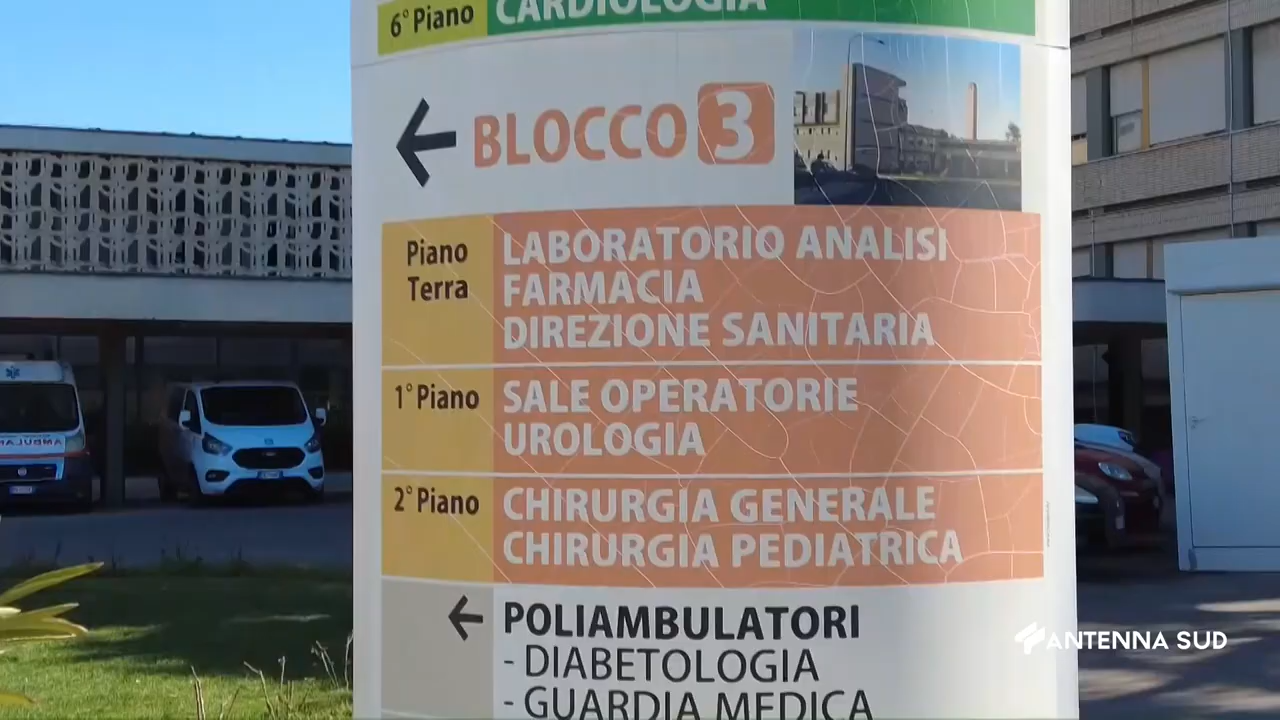 6° Piano CARDIOLOGIA
BLOCCO 3
Piano Terra
LABORATORIO ANALISI
FARMACIA
DIREZIONE SANITARIA
1° Piano
SALE OPERATORIE
UROLOGIA
2° Piano
CHIRURGIA GENERALE
CHIRURGIA PEDIATRICA
POLIAMBULATORI
- DIABETOLOGIA
- GUARDIA MEDICA
ANTENNA SUD